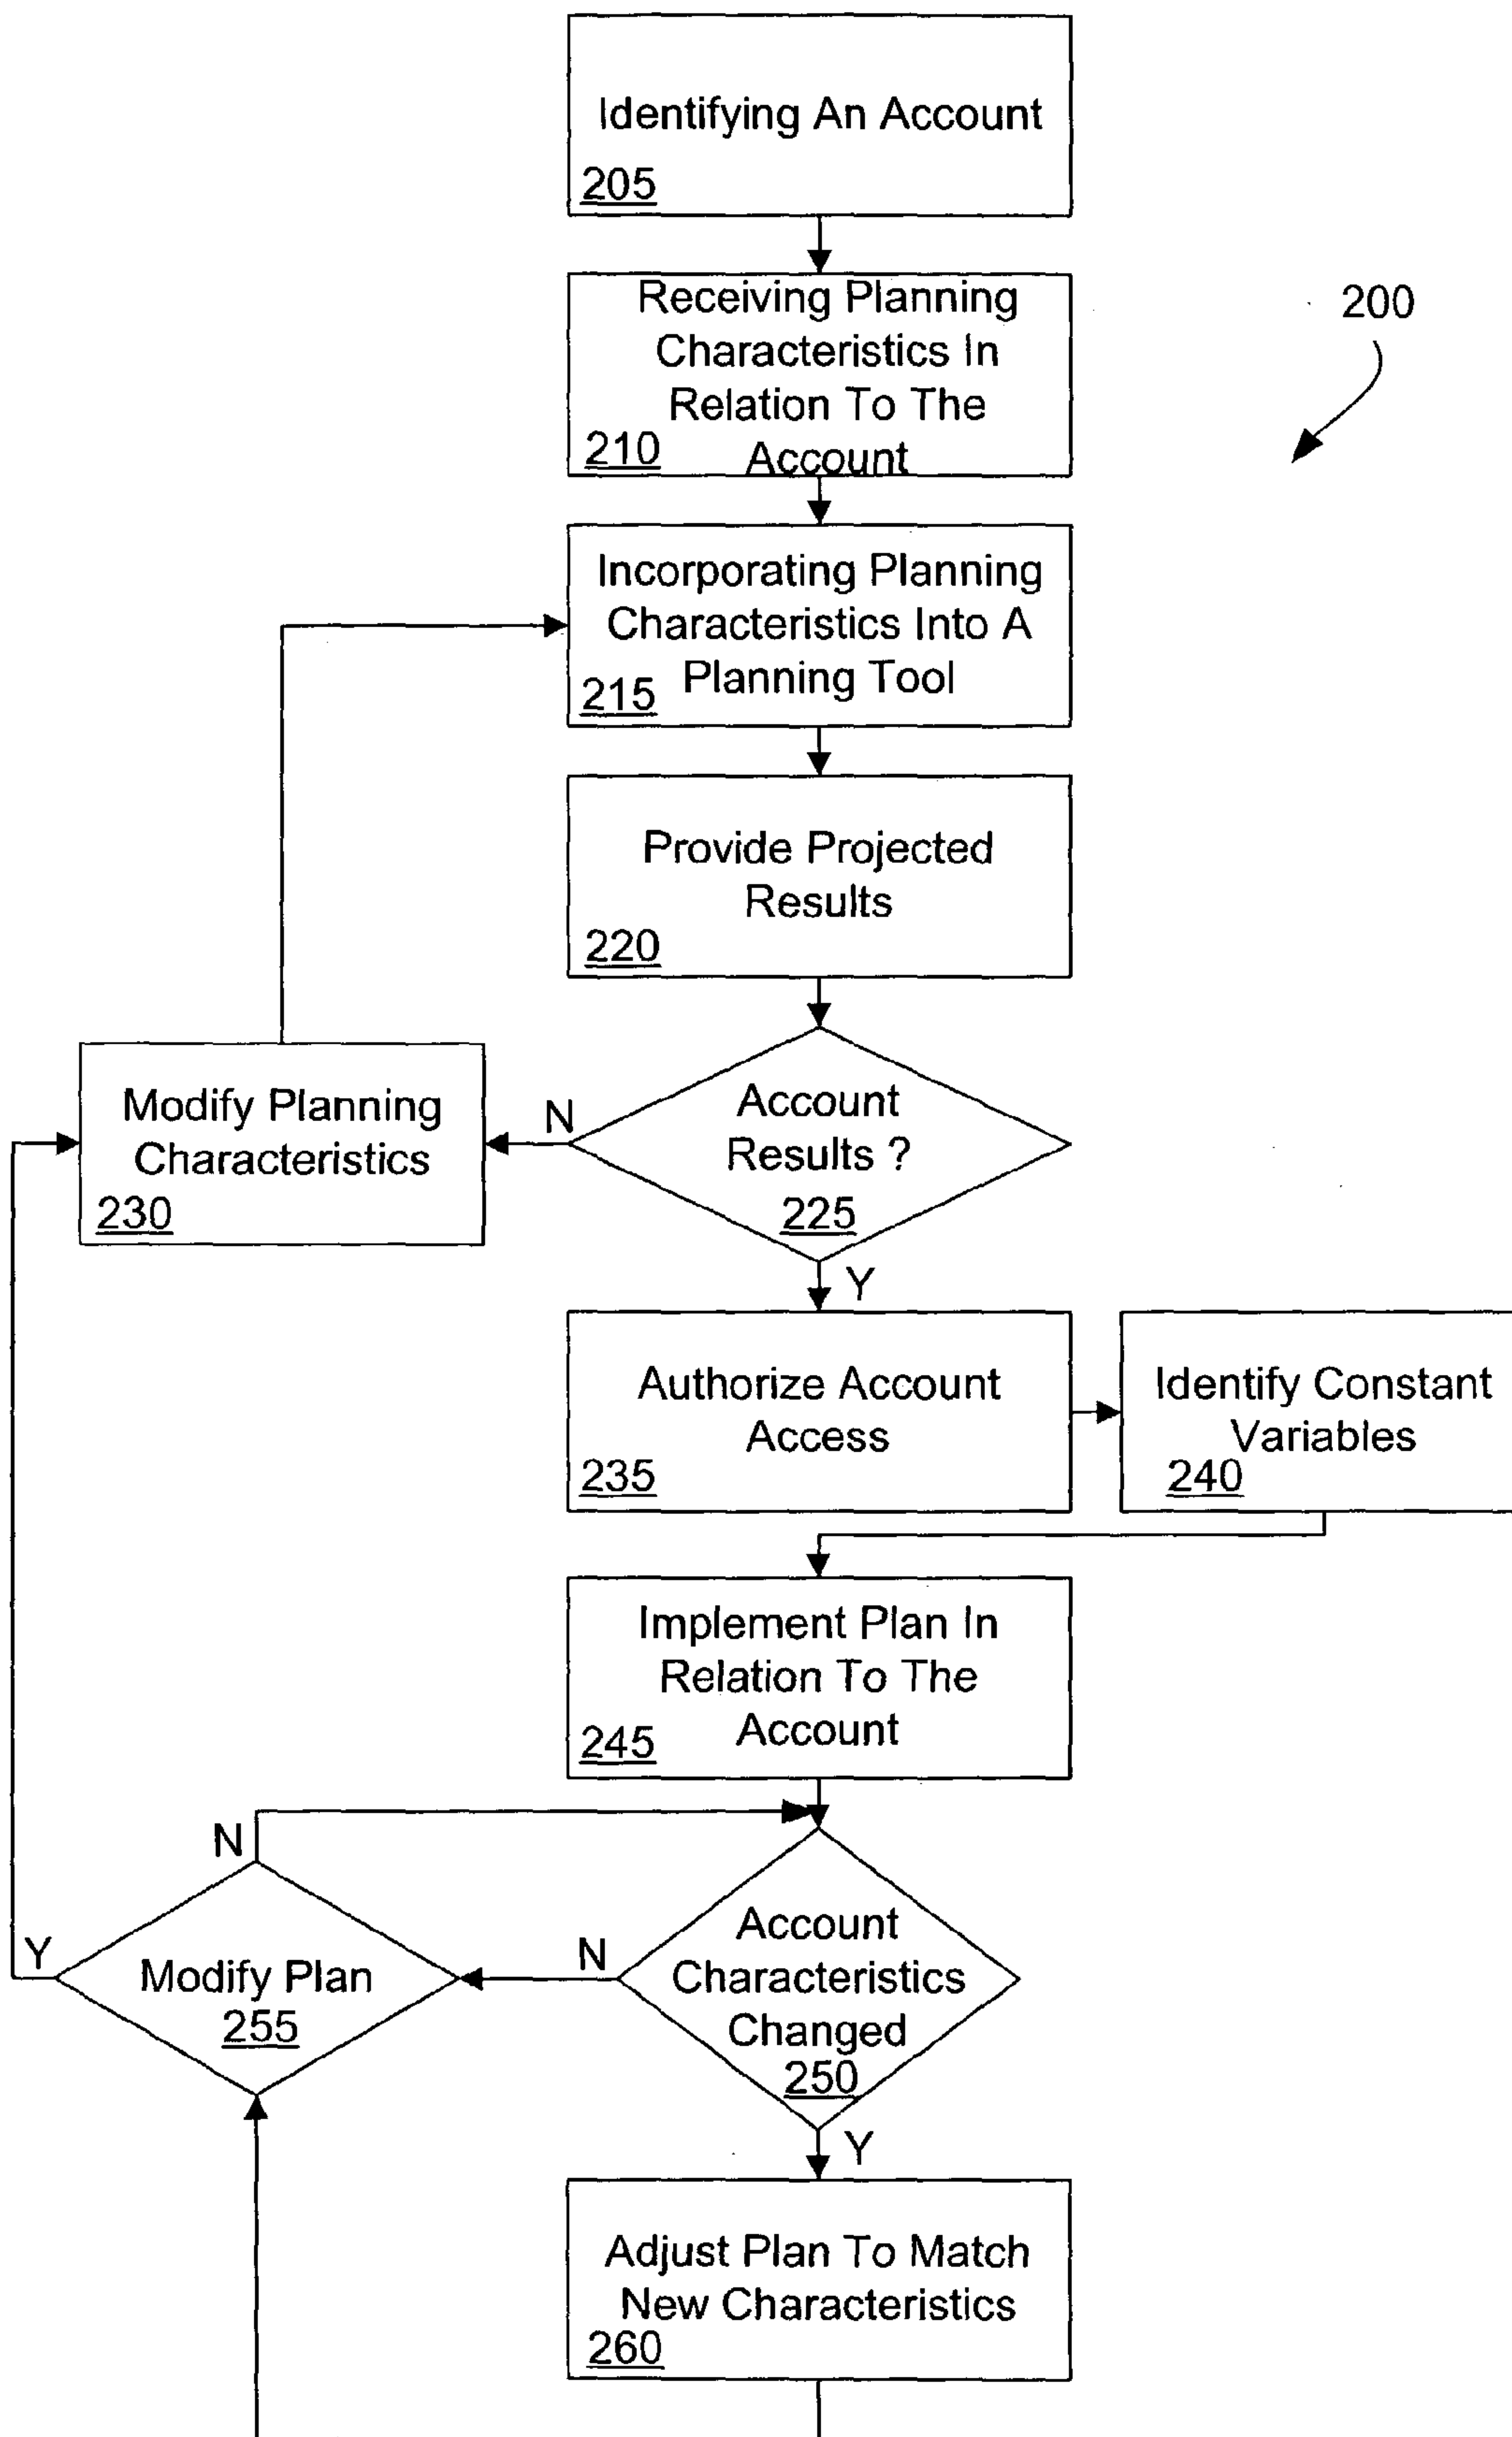 Identifying An Account
205
200
Receiving Planning
Characteristics In
Relation To The
210 Account
Incorporating Planning
Characteristics Into A
215 Planning Tool
Provide Projected
Results
220
Modify Planning
Characteristics
230
N
Account
Results ?
225
Y
Authorize Account
Access
235
Identify Constant
Variables
240
Implement Plan In
Relation To The
245 Account
N
Y
Modify Plan
255
N
Account
Characteristics
Changed
250
Y
Adjust Plan To Match
New Characteristics
260